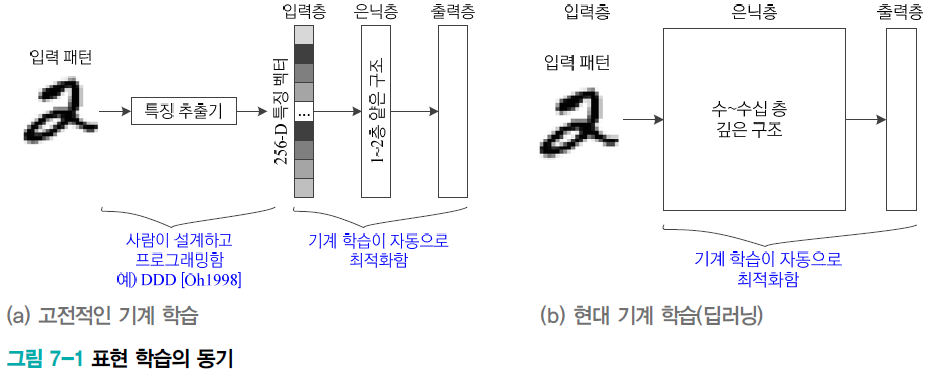 입력층
은닉층
출력층
입력 패턴
특징 추출기
256-D 특징 벡터
...
1~2층 얕은 구조
사람이 설계하고
프로그래밍함
예) DDD [Oh1998]
기계 학습이 자동으로
최적화함
(a) 고전적인 기계 학습
입력층
은닉층
출력층
입력 패턴
수~수십 층
깊은 구조
기계 학습이 자동으로
최적화함
(b) 현대 기계 학습(딥러닝)
그림 7-1 표현 학습의 동기